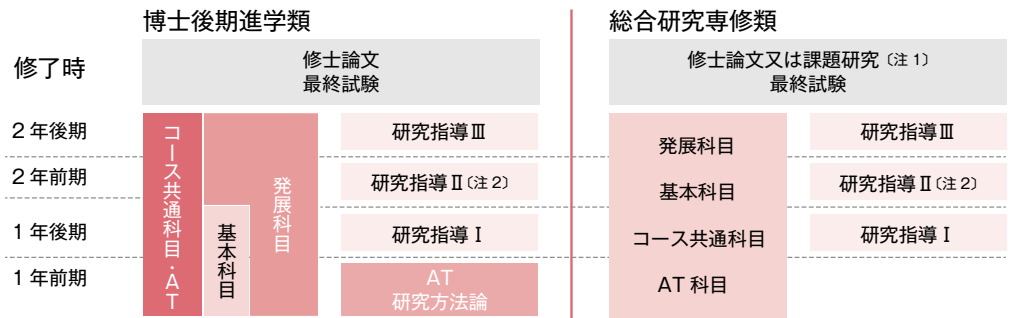 博士後期進学類
総合研究専修類
修了時
修士論文
最終試験
修士論文又は課題研究〔注1〕
最終試験
2年後期
2年前期
1年後期
1年前期
コース共通科目・AT
基本科目
発展科目
研究指導Ⅲ
研究指導Ⅱ〔注2〕
研究指導Ⅰ
AT
研究方法論
発展科目
基本科目
コース共通科目
AT科目
研究指導Ⅲ
研究指導Ⅱ〔注2〕
研究指導Ⅰ